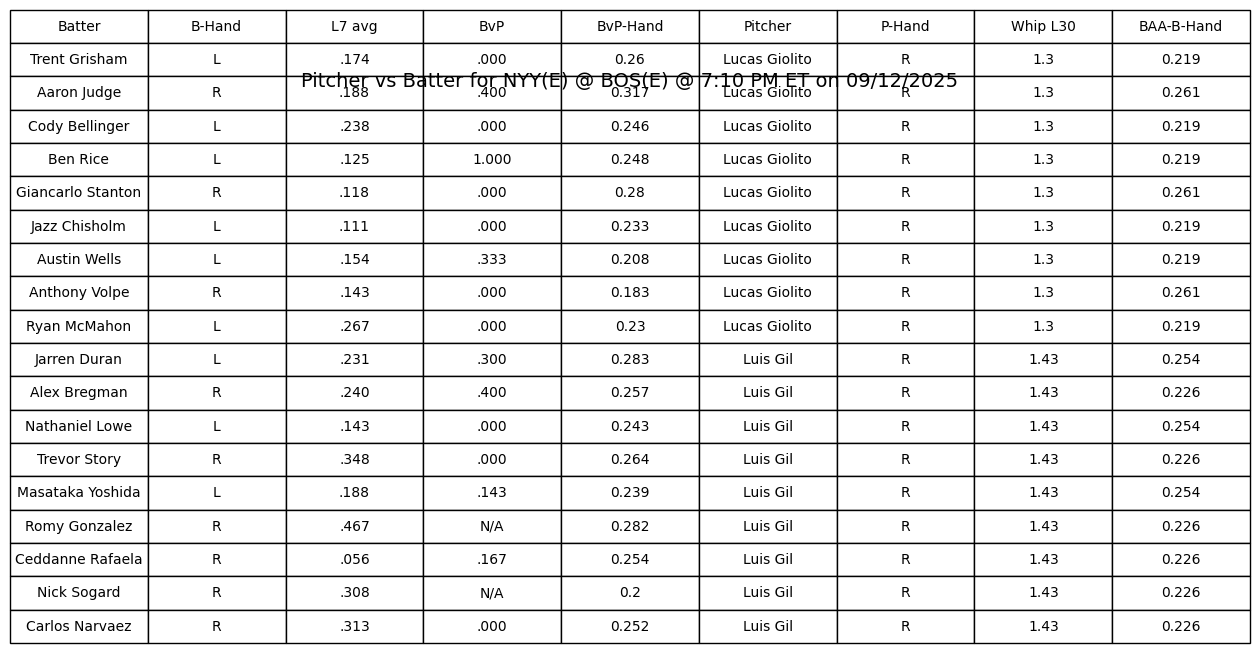 Batter B-Hand L7 avg BvP BvP-Hand Pitcher P-Hand Whip L30 BAA-B-Hand
Trent Grisham L .174 .000 0.26 Lucas Giolito R 1.3 0.219
Pitcher vs Batter for NYY(E) @ BOS(E) @ 7:10 PM ET on 09/12/2025
Aaron Judge R .188 .400 0.317 Lucas Giolito R 1.3 0.261
Cody Bellinger L .238 .000 0.246 Lucas Giolito R 1.3 0.219
Ben Rice L .125 1.000 0.248 Lucas Giolito R 1.3 0.219
Giancarlo Stanton R .118 .000 0.28 Lucas Giolito R 1.3 0.261
Jazz Chisholm L .111 .000 0.233 Lucas Giolito R 1.3 0.219
Austin Wells L .154 .333 0.208 Lucas Giolito R 1.3 0.219
Anthony Volpe R .143 .000 0.183 Lucas Giolito R 1.3 0.261
Ryan McMahon L .267 .000 0.23 Lucas Giolito R 1.3 0.219
Jarren Duran L .231 .300 0.283 Luis Gil R 1.43 0.254
Alex Bregman R .240 .400 0.257 Luis Gil R 1.43 0.226
Nathaniel Lowe L .143 .000 0.243 Luis Gil R 1.43 0.254
Trevor Story R .348 .000 0.264 Luis Gil R 1.43 0.226
Masataka Yoshida L .188 .143 0.239 Luis Gil R 1.43 0.254
Romy Gonzalez R .467 N/A 0.282 Luis Gil R 1.43 0.226
Ceddanne Rafaela R .056 .167 0.254 Luis Gil R 1.43 0.226
Nick Sogard R .308 N/A 0.2 Luis Gil R 1.43 0.226
Carlos Narvaez R .313 .000 0.252 Luis Gil R 1.43 0.226